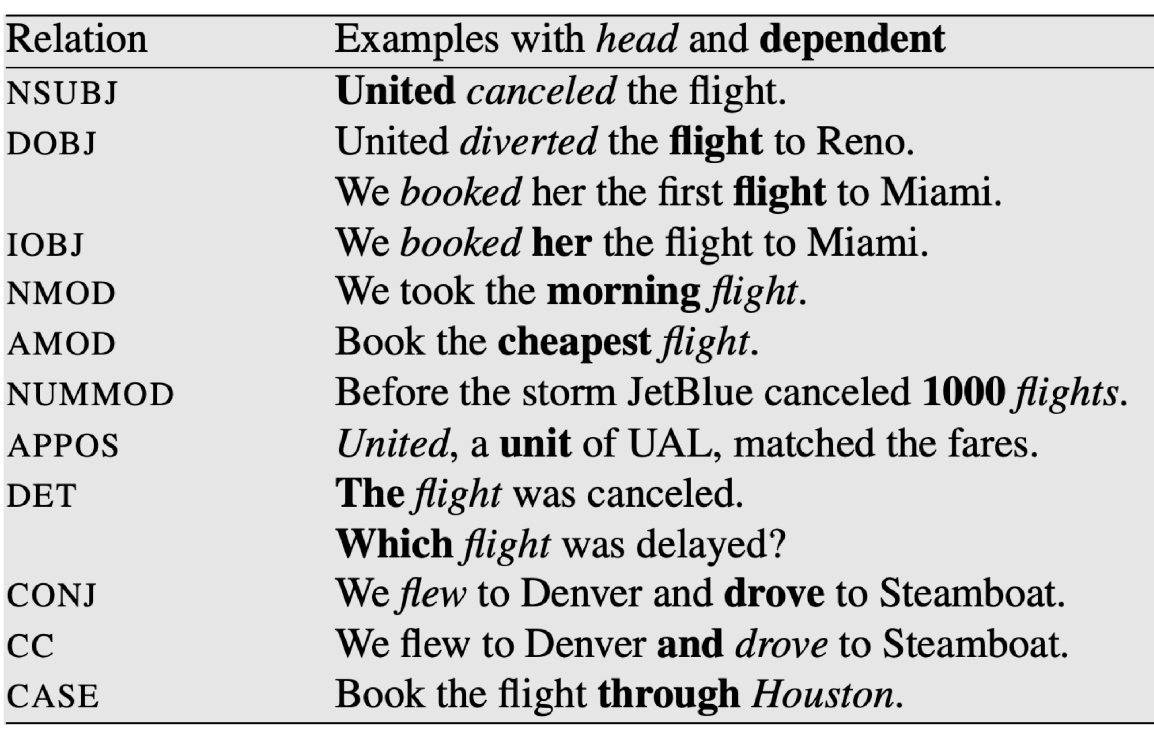 Relation Examples with head and dependent
NSUBJ United canceled the flight.
DOBJ United diverted the flight to Reno.
We booked her the first flight to Miami.
IOBJ We booked her the flight to Miami.
NMOD We took the morning flight.
AMOD Book the cheapest flight.
NUMMOD Before the storm JetBlue canceled 1000 flights.
APPOS United, a unit of UAL, matched the fares.
DET The flight was canceled.
Which flight was delayed?
CONJ We flew to Denver and drove to Steamboat.
CC We flew to Denver and drove to Steamboat.
CASE Book the flight through Houston.